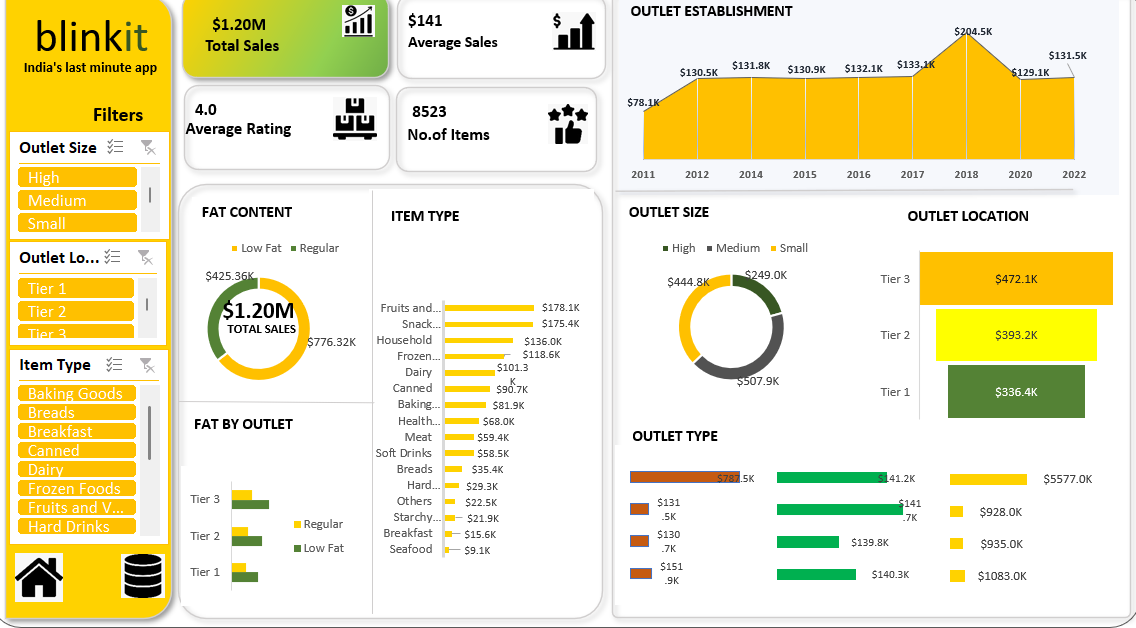 blinkit
India's last minute app
Filters
Outlet Size
High
Medium
Small
Outlet Lo...
Tier 1
Tier 2
Tier 3
Item Type
Baking Goods
Breads
Breakfast
Canned
Dairy
Frozen Foods
Fruits and V...
Hard Drinks
$1.20M
Total Sales
$141
Average Sales
4.0
Average Rating
8523
No.of Items
FAT CONTENT
Low Fat Regular
$425.36K
$1.20M
TOTAL SALES
$776.32K
FAT BY OUTLET
Tier 3
Tier 2
Tier 1
Regular
Low Fat
ITEM TYPE
Fruits and... $178.1K
Snack... $175.4K
Household $136.0K
Frozen... $118.6K
Dairy $101.3
K
Canned $90.7K
Baking... $81.9K
Health... $68.0K
Meat $59.4K
Soft Drinks $58.5K
Breads $35.4K
Hard... $29.3K
Others $22.5K
Starchy... $21.9K
Breakfast $15.6K
Seafood $9.1K
OUTLET ESTABLISHMENT
$78.1K $130.5K $131.8K $130.9K $132.1K $133.1K $204.5K $129.1K $131.5K
2011 2012 2014 2015 2016 2017 2018 2020 2022
OUTLET SIZE
High Medium Small
$444.8K $249.0K
$507.9K
OUTLET LOCATION
Tier 3 $472.1K
Tier 2 $393.2K
Tier 1 $336.4K
OUTLET TYPE
$787.5K
$131
.5K
$130
.7K
$151
.9K
$141.2K
$141
.7K
$139.8K
$140.3K
$5577.0K
$928.0K
$935.0K
$1083.0K